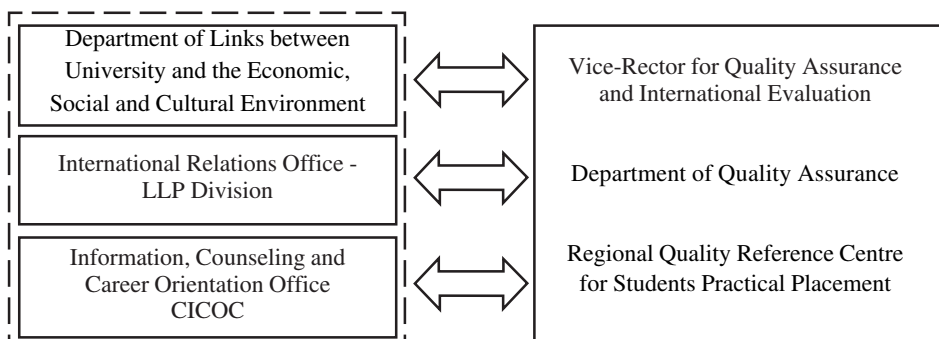 Department of Links between
University and the Economic,
Social and Cultural Environment
International Relations Office -
LLP Division
Information, Counseling and
Career Orientation Office
CICOC
Vice-Rector for Quality Assurance
and International Evaluation
Department of Quality Assurance
Regional Quality Reference Centre
for Students Practical Placement